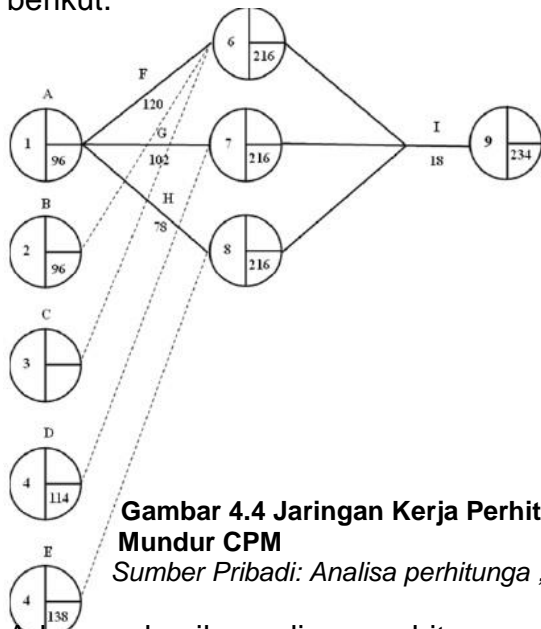 berikut:
6
216
F
120
A
1
96
G
102
7
216
I
18
9
234
H
78
B
2
96
8
216
C
3
D
4
114
Gambar 4.4 Jaringan Kerja Perhit
Mundur CPM
E
Sumber Pribadi: Analisa perhitunga ,
4
138